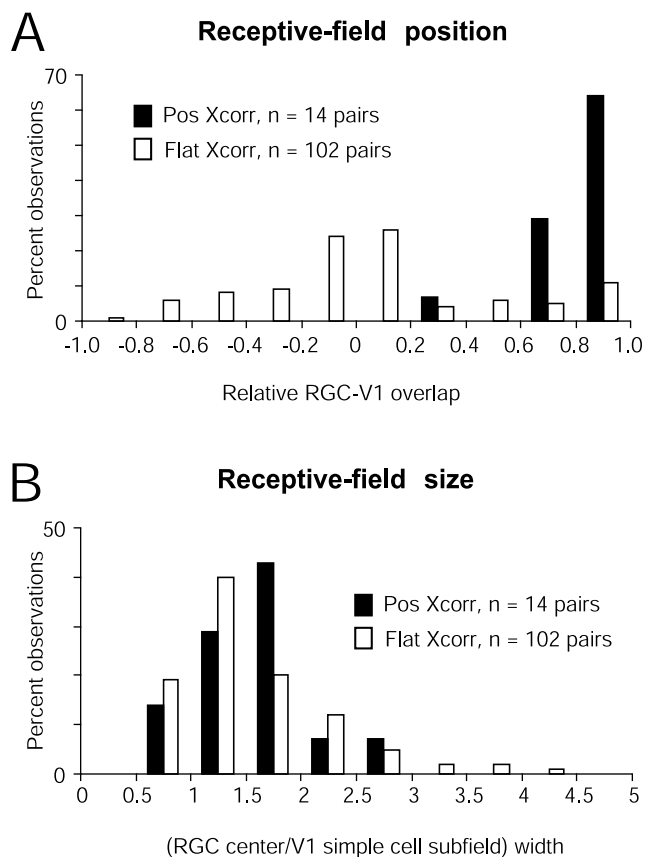 A
Receptive-field position
70
Pos Xcorr, n = 14 pairs
Flat Xcorr, n = 102 pairs
Percent observations
0
-1.0 -0.8 -0.6 -0.4 -0.2 0 0.2 0.4 0.6 0.8 1.0
Relative RGC-V1 overlap
B
Receptive-field size
50
Pos Xcorr, n = 14 pairs
Flat Xcorr, n = 102 pairs
Percent observations
0
0 0.5 1 1.5 2 2.5 3 3.5 4 4.5 5
(RGC center/V1 simple cell subfield) width